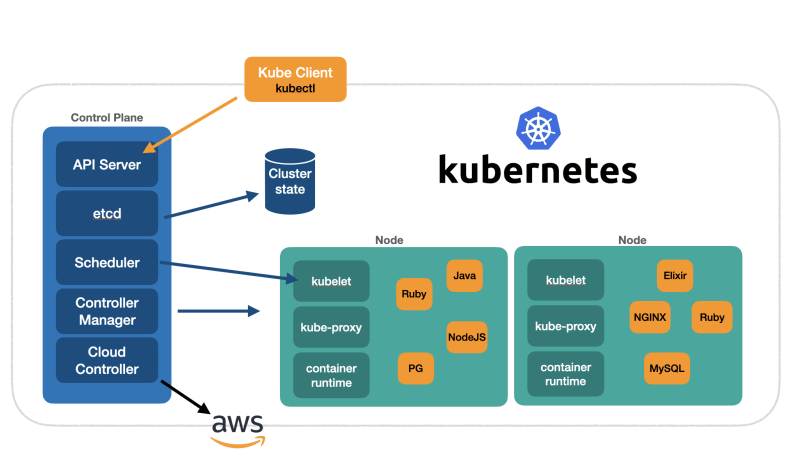 Kube Client
kubectl
Control Plane
API Server
etcd
Scheduler
Controller
Manager
Cloud
Controller
Cluster
state
kubernetes
aws
Node
kubelet
kube-proxy
container
runtime
Ruby
Java
NodeJS
PG
Node
kubelet
kube-proxy
container
runtime
Elixir
NGINX
Ruby
MySQL